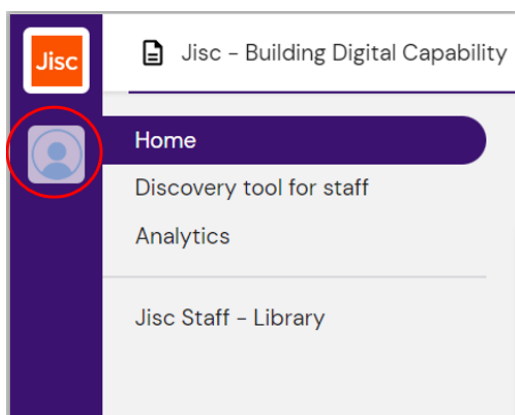 Jisc
Jisc - Building Digital Capability
Home
Discovery tool for staff
Analytics
Jisc Staff - Library